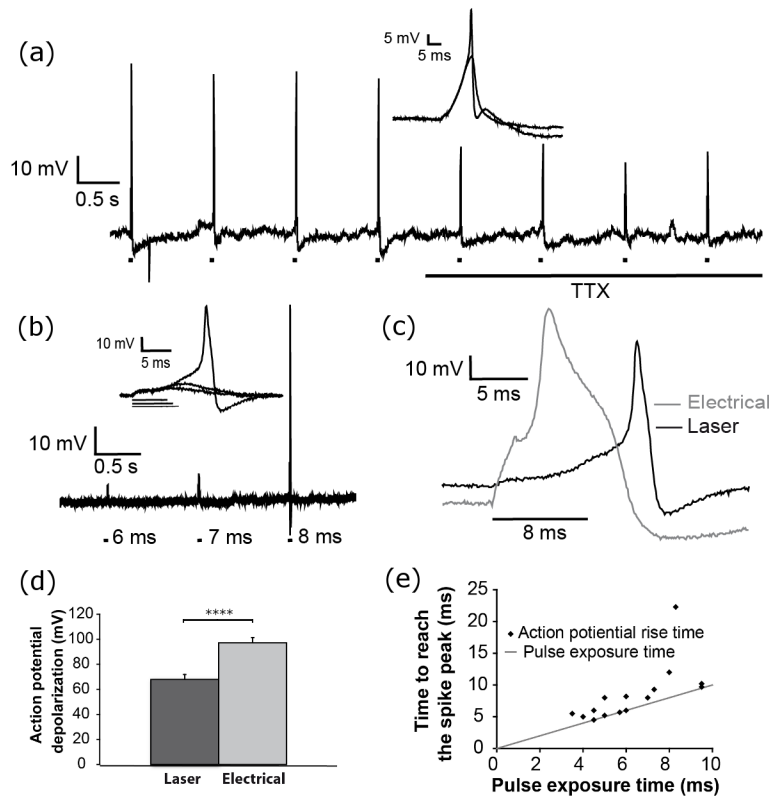 (a)
5 mV
5 ms
10 mV
0.5 s
TTX
(b)
10 mV
5 ms
10 mV
0.5 s
6 ms
7 ms
8 ms
(c)
10 mV
5 ms
Electrical
Laser
8 ms
(d)
Action potential
depolarization (mV)
120
100
80
60
40
20
0
****
Laser
Electrical
(e)
Time to reach
the spike peak (ms)
25
20
15
10
5
0
Action potiential rise time
Pulse exposure time
0 2 4 6 8 10
Pulse exposure time (ms)